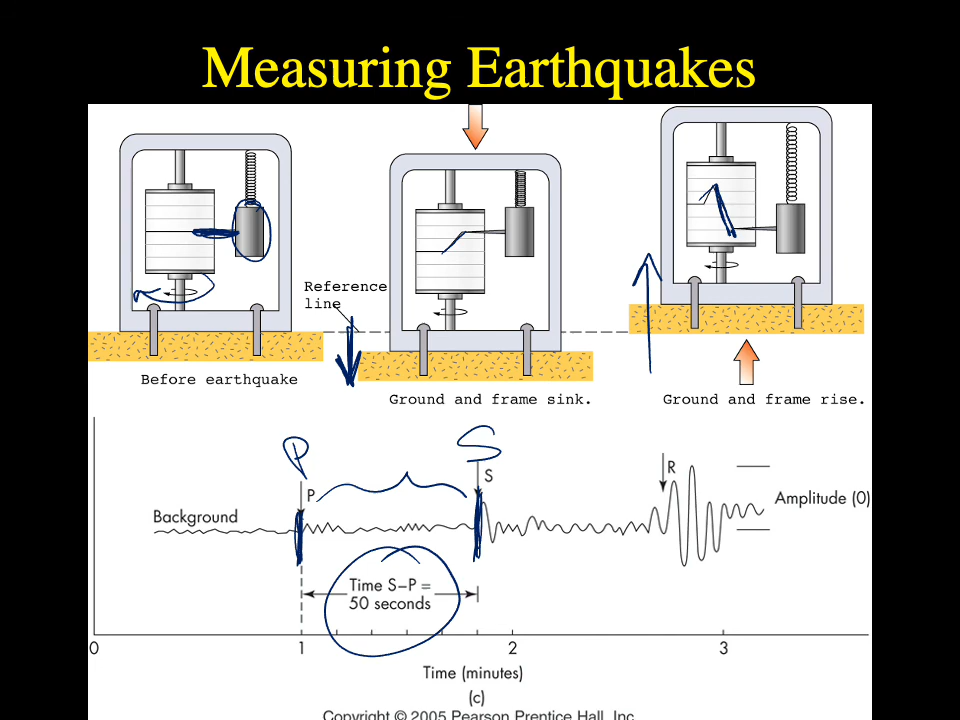 Measuring Earthquakes
Reference
line
Before earthquake
Ground and frame sink.
Ground and frame rise.
P
S
P
S
R
Background
Amplitude (0)
Time S–P =
50 seconds
0
1
2
3
Time (minutes)
(c)
Copyright © 2005 Pearson Prentice Hall, Inc.